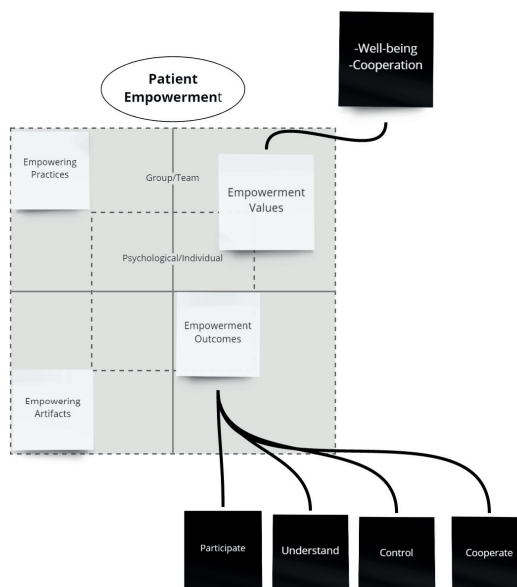 -Well-being
-Cooperation
Patient
Empowerment
Empowering
Practices
Group/Team
Empowerment
Values
Psychological/Individual
Empowerment
Outcomes
Empowering
Artifacts
Participate
Understand
Control
Cooperate